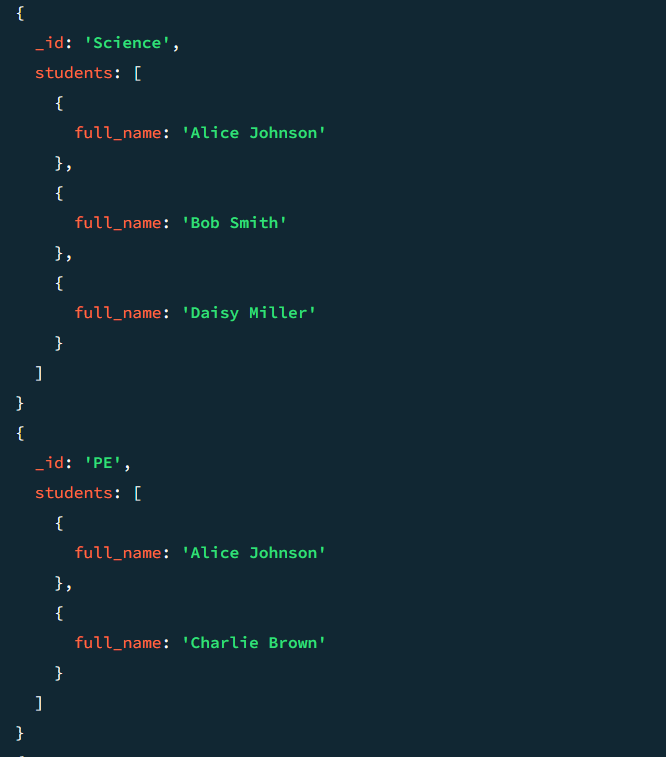 {
_id: 'Science',
students: [
{
full_name: 'Alice Johnson'
},
{
full_name: 'Bob Smith'
},
{
full_name: 'Daisy Miller'
}
]
}
{
_id: 'PE',
students: [
{
full_name: 'Alice Johnson'
},
{
full_name: 'Charlie Brown'
}
]
}